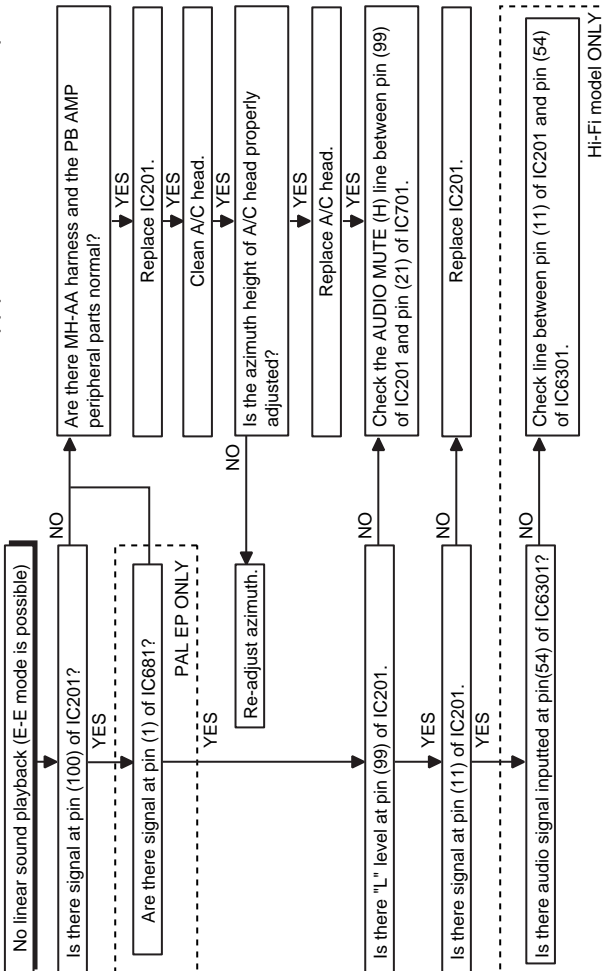 No linear sound playback (E-E mode is possible)
Is there signal at pin (100) of IC201?
NO
Are there MH-AA harness and the PB AMP
peripheral parts normal?
YES
YES
Are there signal at pin (1) of IC681?
PAL EP ONLY
YES
Replace IC201.
YES
Clean A/C head.
YES
Is the azimuth height of A/C head properly
adjusted?
NO
Re-adjust azimuth.
YES
Replace A/C head.
YES
Is there "L" level at pin (99) of IC201.
NO
Check the AUDIO MUTE (H) line between pin (99)
of IC201 and pin (21) of IC701.
YES
Is there signal at pin (11) of IC201.
NO
Replace IC201.
YES
Is there audio signal inputted at pin(54) of IC6301?
NO
Check line between pin (11) of IC201 and pin (54)
of IC6301.
Hi-Fi model ONLY